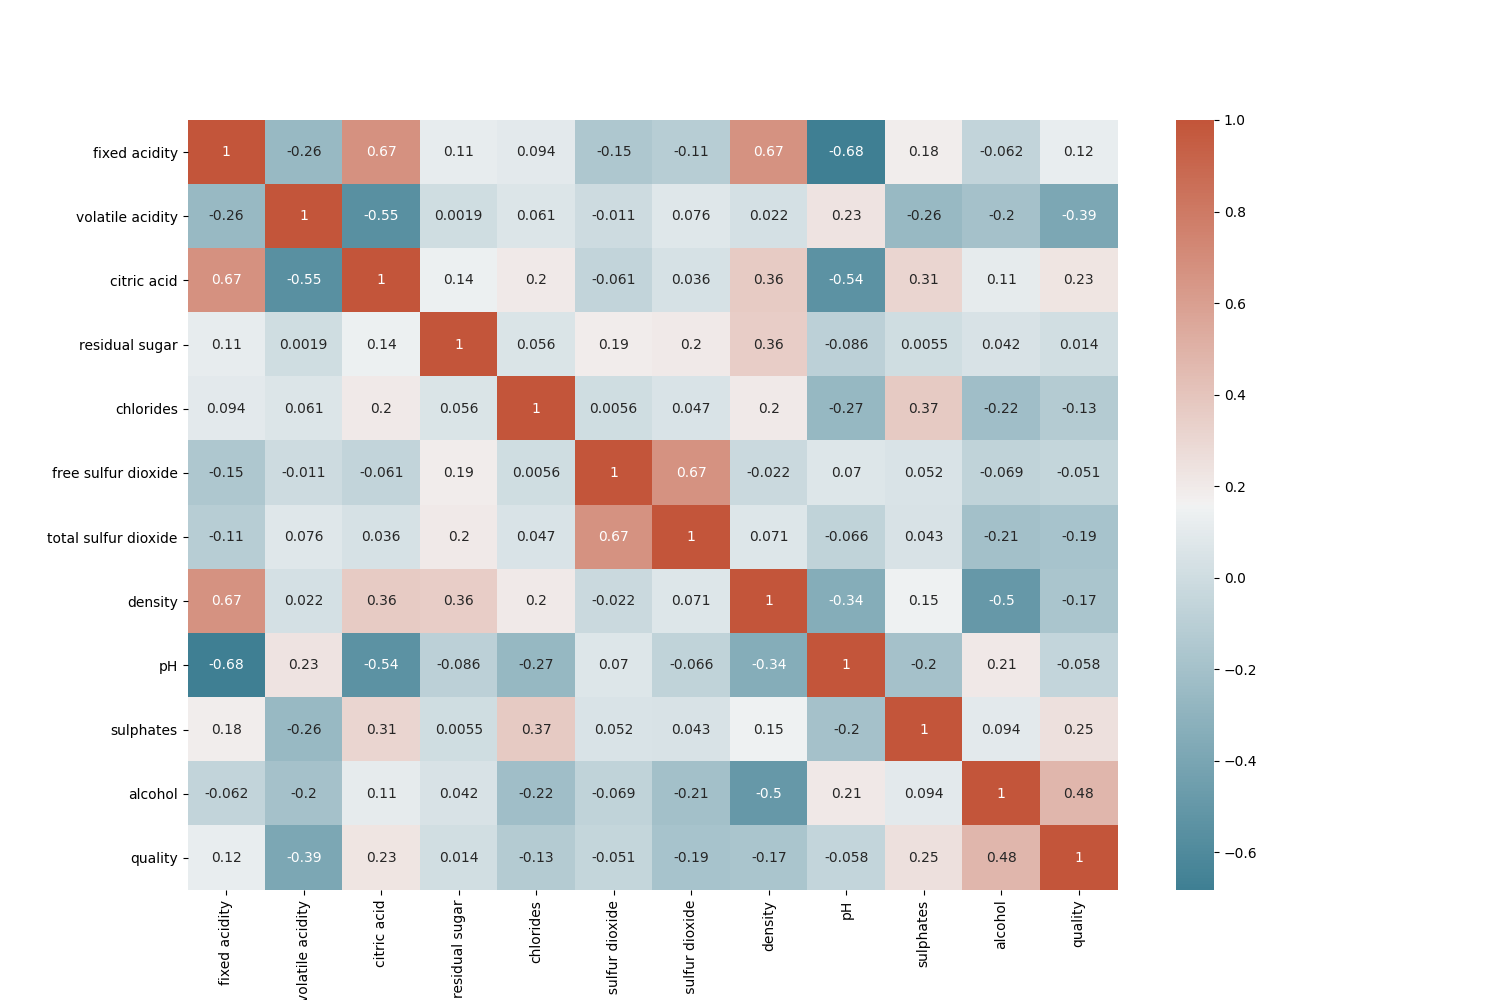 fixed acidity 1 -0.26 0.67 0.11 0.094 -0.15 -0.11 0.67 -0.68 0.18 -0.062 0.12
volatile acidity -0.26 1 -0.55 0.0019 0.061 -0.011 0.076 0.022 0.23 -0.26 -0.2 -0.39
citric acid 0.67 -0.55 1 0.14 0.2 -0.061 0.036 0.36 -0.54 0.31 0.11 0.23
residual sugar 0.11 0.0019 0.14 1 0.056 0.19 0.2 0.36 -0.086 0.0055 0.042 0.014
chlorides 0.094 0.061 0.2 0.056 1 0.0056 0.047 0.2 -0.27 0.37 -0.22 -0.13
free sulfur dioxide -0.15 -0.011 -0.061 0.19 0.0056 1 0.67 -0.022 0.07 0.052 -0.069 -0.051
total sulfur dioxide -0.11 0.076 0.036 0.2 0.047 0.67 1 0.071 -0.066 0.043 -0.21 -0.19
density 0.67 0.022 0.36 0.36 0.2 -0.022 0.071 1 -0.34 0.15 -0.5 -0.17
pH -0.68 0.23 -0.54 -0.086 -0.27 0.07 -0.066 -0.34 1 -0.2 0.21 -0.058
sulphates 0.18 -0.26 0.31 0.0055 0.37 0.052 0.043 0.15 -0.2 1 0.094 0.25
alcohol -0.062 -0.2 0.11 0.042 -0.22 -0.069 -0.21 -0.5 0.21 0.094 1 0.48
quality 0.12 -0.39 0.23 0.014 -0.13 -0.051 -0.19 -0.17 -0.058 0.25 0.48 1
fixed acidity
volatile acidity
citric acid
residual sugar
chlorides
sulfur dioxide
sulfur dioxide
density
pH
sulphates
alcohol
quality
1.0
0.8
0.6
0.4
0.2
0.0
−0.2
−0.4
−0.6